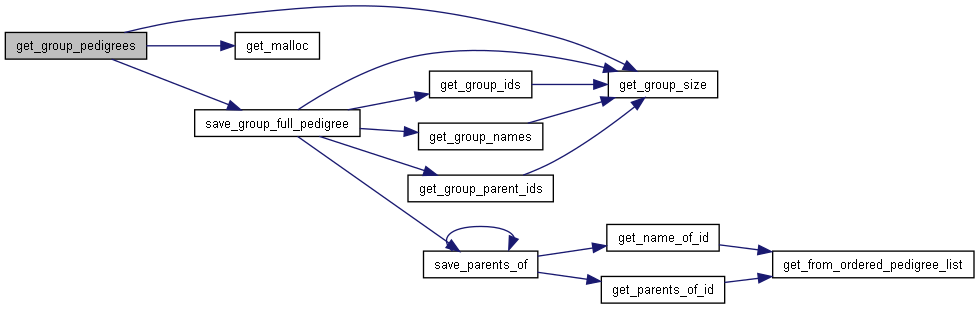 get_group_pedigrees
get_malloc
save_group_full_pedigree
get_group_ids
get_group_size
get_group_names
get_group_parent_ids
save_parents_of
get_name_of_id
get_parents_of_id
get_from_ordered_pedigree_list